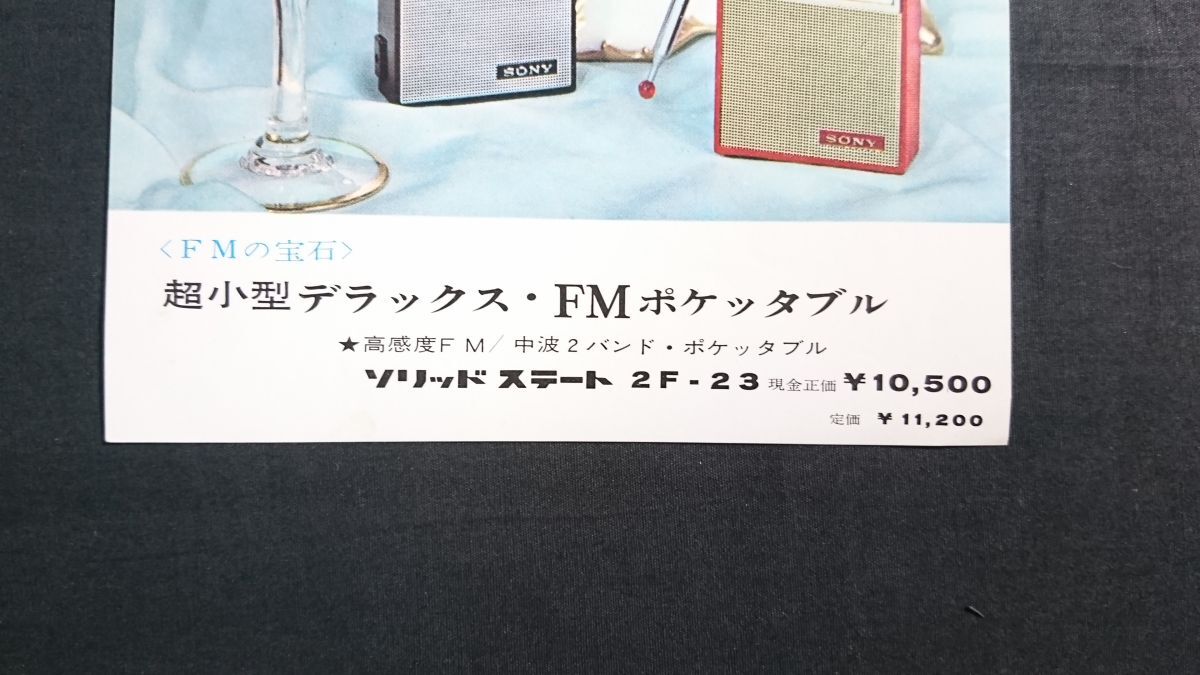 SONY
SONY
〈FMの宝石〉
超小型デラックス・FMポケッタブル
★高感度FM/中波2バンド・ポケッタブル
ソリッドステート 2F-23 現金正価 ¥10,500
定価 ¥11,200